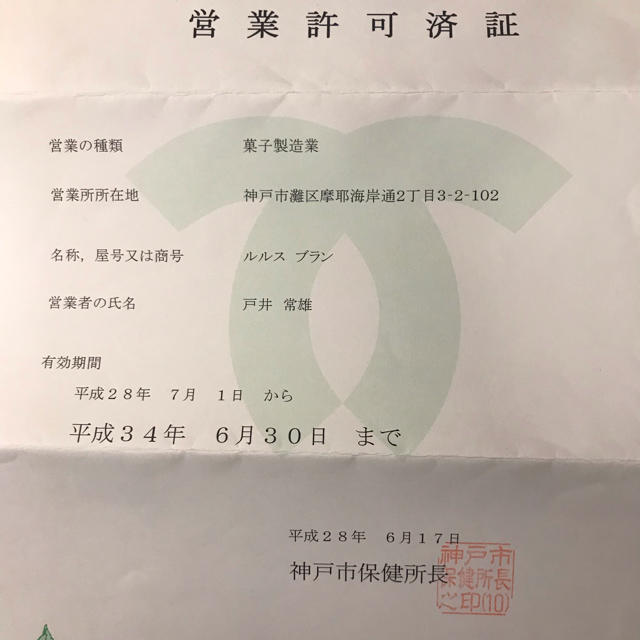 営業許可済証
営業の種類 菓子製造業
営業所所在地 神戸市灘区摩耶海岸通2丁目3-2-102
名称，屋号又は商号 ルルス ブラン
営業者の氏名 戸井 常雄
有効期間
平成２８年 ７月 １日 から
平成３４年 ６月３０日 まで
平成２８年 ６月１７日
神戸市保健所長
神戸市
保健所長
之印(10)